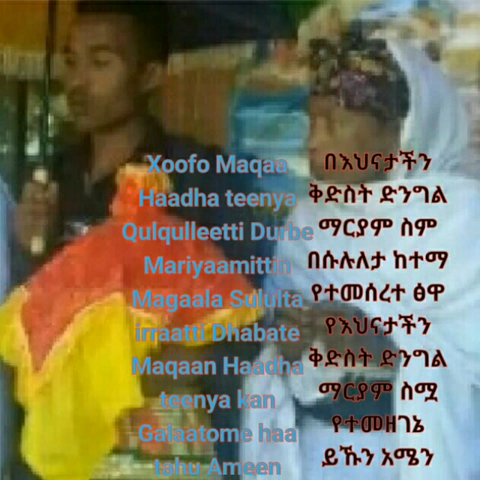 Xoofo Maqaa
Haadha teenya
Qulqulleetti Durbe
Mariyaamittin
Magaala Sululta
irraatti Dhabate
Maqaan Haadha
teenya kan
Galaatome haa
tahu Ameen
በእህናታችን
ቅድስት ድንግል
ማርያም ስም
በሱሉለታ ከተማ
የተመሰረተ ፅዋ
የእህናታችን
ቅድስት ድንግል
ማርያም ስሟ
የተመዘገኔ
ይኹን አሜን